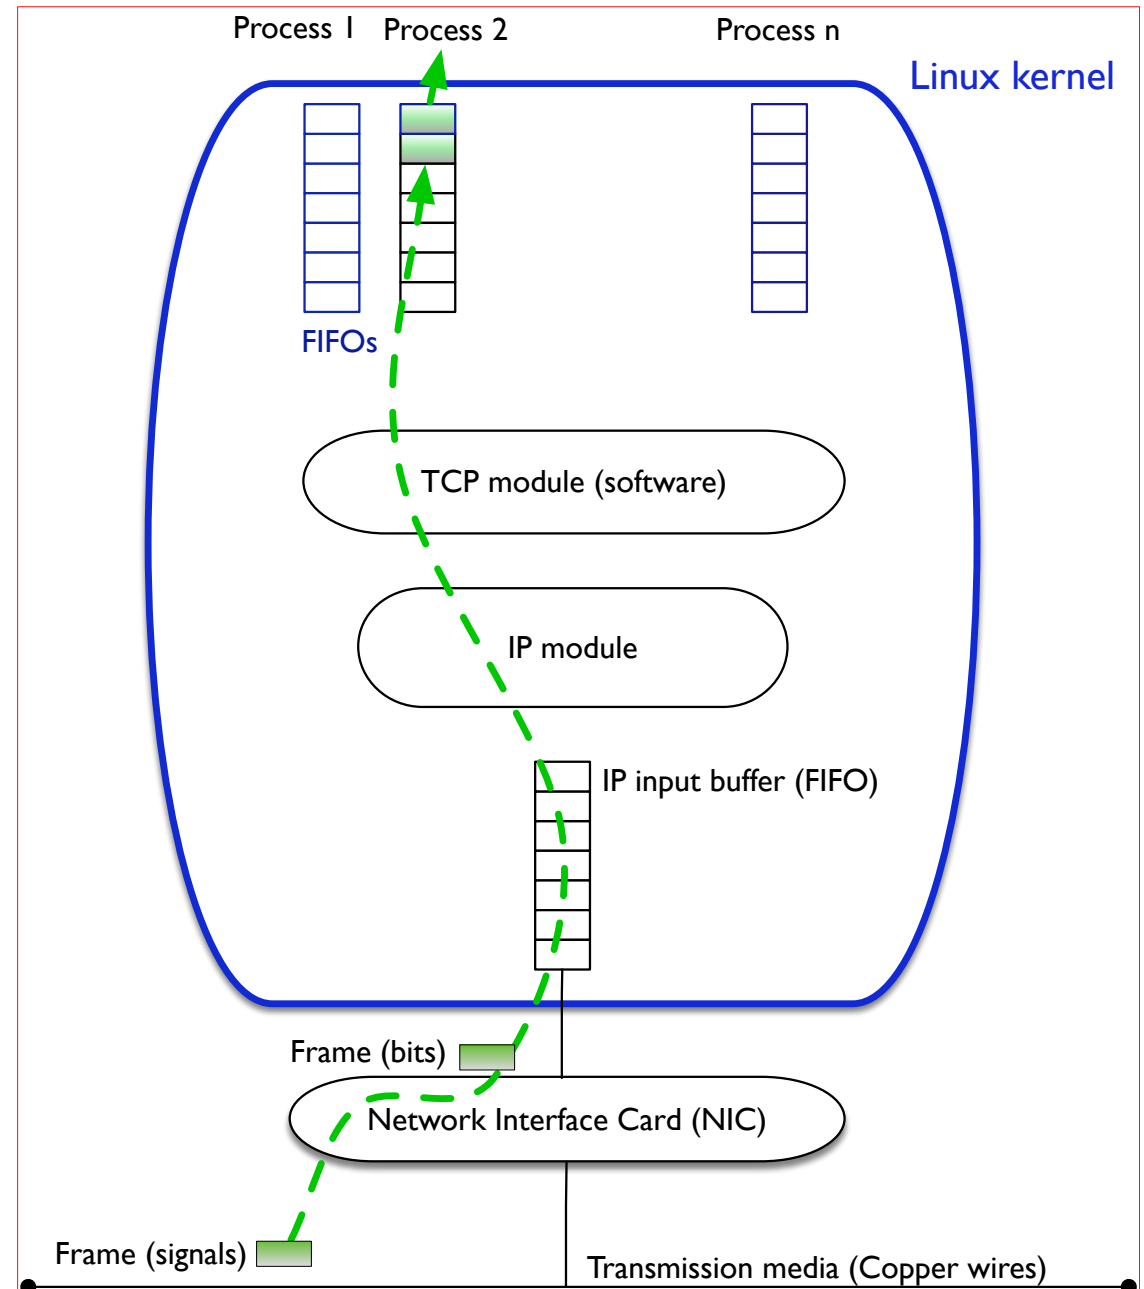 Process 1
Process 2
Process n
Linux kernel
FIFOs
TCP module (software)
IP module
IP input buffer (FIFO)
Frame (bits)
Network Interface Card (NIC)
Frame (signals)
Transmission media (Copper wires)